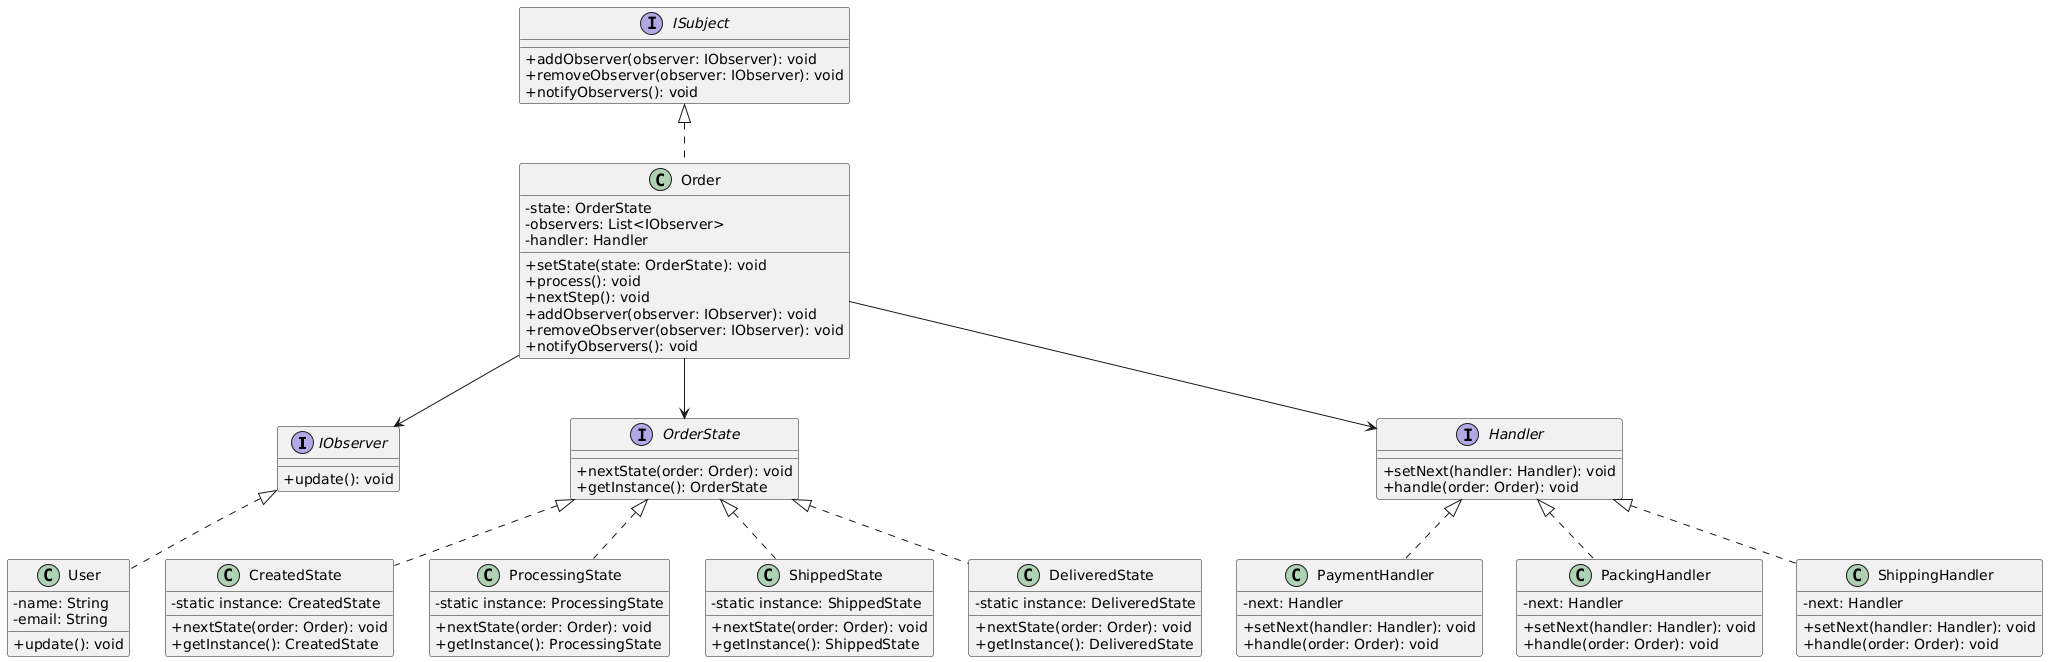 I ISubject
+addObserver(observer: IObserver): void
+removeObserver(observer: IObserver): void
+notifyObservers(): void
C Order
-state: OrderState
-observers: List<IObserver>
-handler: Handler
+setState(state: OrderState): void
+process(): void
+nextStep(): void
+addObserver(observer: IObserver): void
+removeObserver(observer: IObserver): void
+notifyObservers(): void
I IObserver
+update(): void
I OrderState
+nextState(order: Order): void
+getInstance(): OrderState
I Handler
+setNext(handler: Handler): void
+handle(order: Order): void
C User
-name: String
-email: String
+update(): void
C CreatedState
-static instance: CreatedState
+nextState(order: Order): void
+getInstance(): CreatedState
C ProcessingState
-static instance: ProcessingState
+nextState(order: Order): void
+getInstance(): ProcessingState
C ShippedState
-static instance: ShippedState
+nextState(order: Order): void
+getInstance(): ShippedState
C DeliveredState
-static instance: DeliveredState
+nextState(order: Order): void
+getInstance(): DeliveredState
C PaymentHandler
-next: Handler
+setNext(handler: Handler): void
+handle(order: Order): void
C PackingHandler
-next: Handler
+setNext(handler: Handler): void
+handle(order: Order): void
C ShippingHandler
-next: Handler
+setNext(handler: Handler): void
+handle(order: Order): void